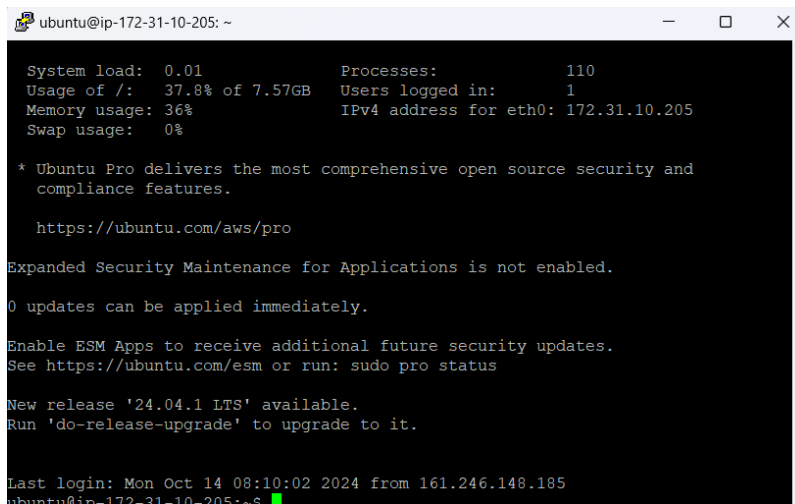 ubuntu@ip-172-31-10-205: ~
System load: 0.01 Processes: 110
Usage of /: 37.8% of 7.57GB Users logged in: 1
Memory usage: 36% IPv4 address for eth0: 172.31.10.205
Swap usage: 0%
* Ubuntu Pro delivers the most comprehensive open source security and
compliance features.
https://ubuntu.com/aws/pro
Expanded Security Maintenance for Applications is not enabled.
0 updates can be applied immediately.
Enable ESM Apps to receive additional future security updates.
See https://ubuntu.com/esm or run: sudo pro status
New release '24.04.1 LTS' available.
Run 'do-release-upgrade' to upgrade to it.
Last login: Mon Oct 14 08:10:02 2024 from 161.246.148.185
ubuntu@ip-172-31-10-205:~$